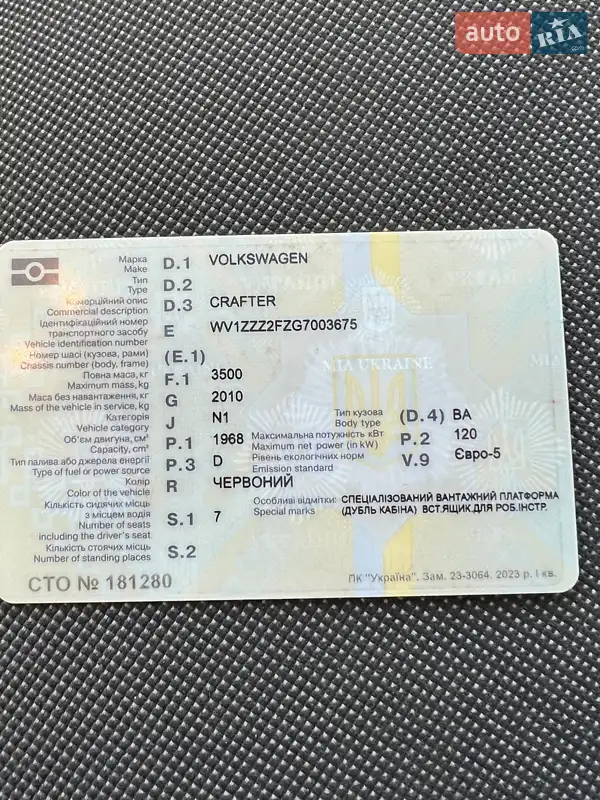 auto RIA .com
Марка D.1 VOLKSWAGEN
Make
Тип D.2
Type
Комерційний опис D.3 CRAFTER
Commercial description
Ідентифікаційний номер
транспортного засобу E WV1ZZZ2FZG7003675
Vehicle identification number
Номер шасі (кузова, рами) (E.1)
Chassis number (body, frame)
MIA UKRAINE
Повна маса, кг F.1 3500
Maximum mass, kg
Маса без навантаження, кг G 2010
Mass of the vehicle in service, kg
Категорія J N1 Тип кузова (D.4) BA
Vehicle category Body type
Об'єм двигуна, см³ P.1 1968 Максимальна потужність кВт P.2 120
Capacity, cm³ Maximum net power (in kW)
Тип палива або джерела енергії P.3 D Рівень екологічних норм V.9 Євро-5
Type of fuel or power source Emission standard
Колір R ЧЕРВОНИЙ
Color of the vehicle
Кількість сидячих місць Особливі відмітки: СПЕЦІАЛІЗОВАНИЙ ВАНТАЖНИЙ ПЛАТФОРМА
з місцем водія S.1 7 Special marks (ДУБЛЬ КАБІНА) ВСТ.ЯЩИК.ДЛЯ РОБ.ІНСТР.
Number of seats
including the driver's seat
Кількість стоячих місць S.2
Number of standing places
СТО № 181280 ПК "Україна". Зам. 23-3064. 2023 р. I кв.